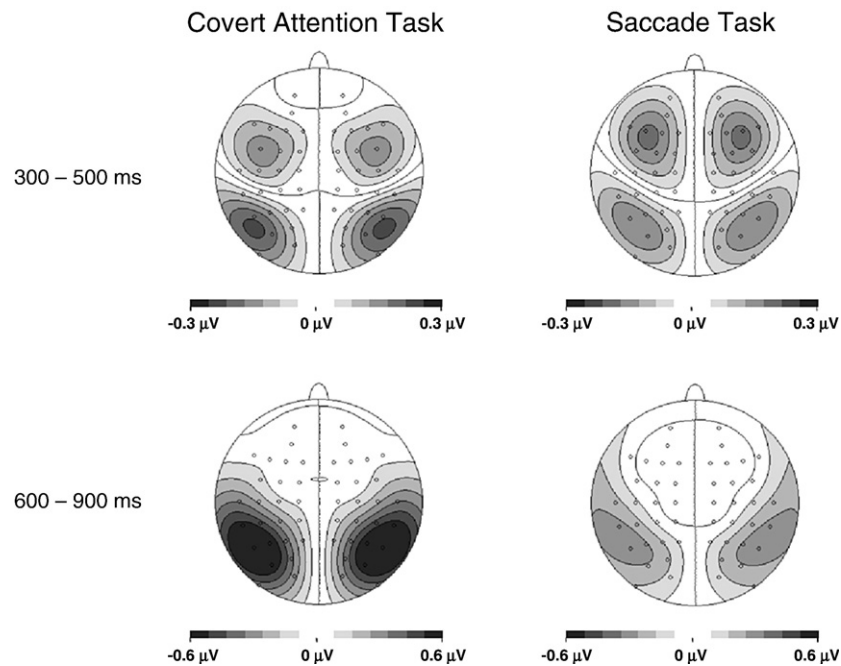 Covert Attention Task Saccade Task
300 – 500 ms
-0.3 µV 0 µV 0.3 µV -0.3 µV 0 µV 0.3 µV
600 – 900 ms
-0.6 µV 0 µV 0.6 µV -0.6 µV 0 µV 0.6 µV